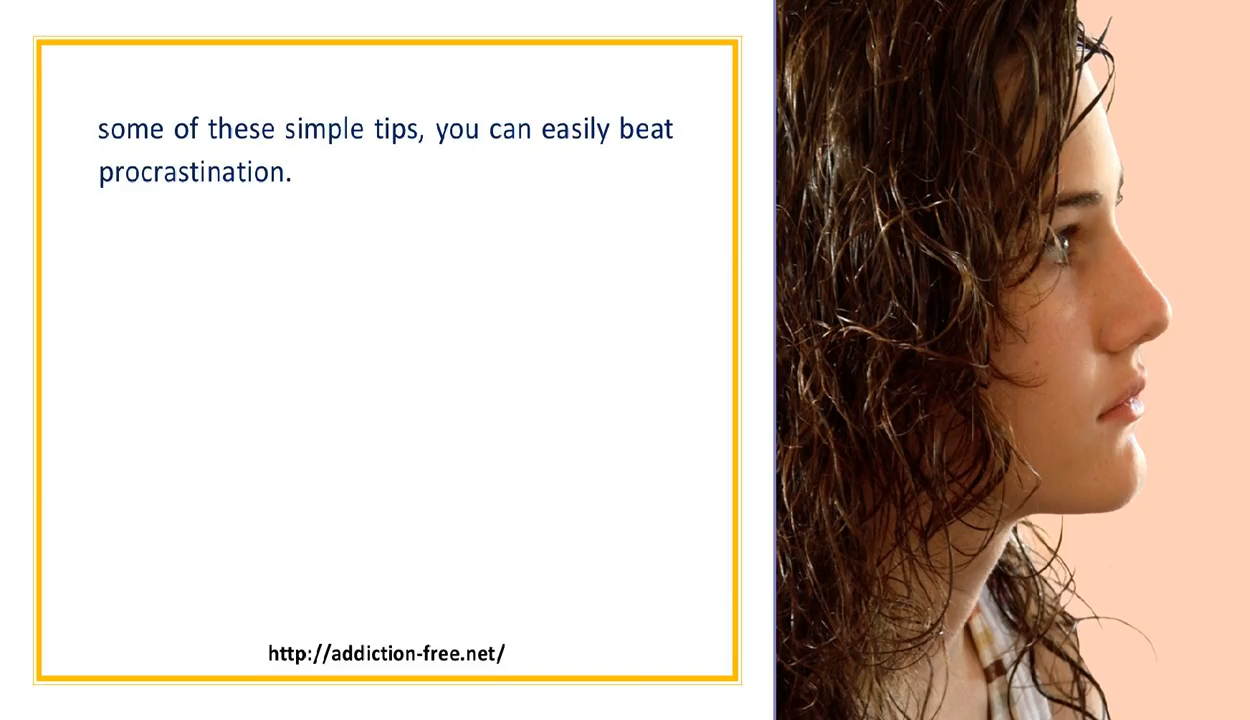 some of these simple tips, you can easily beat
procrastination.
http://addiction-free.net/